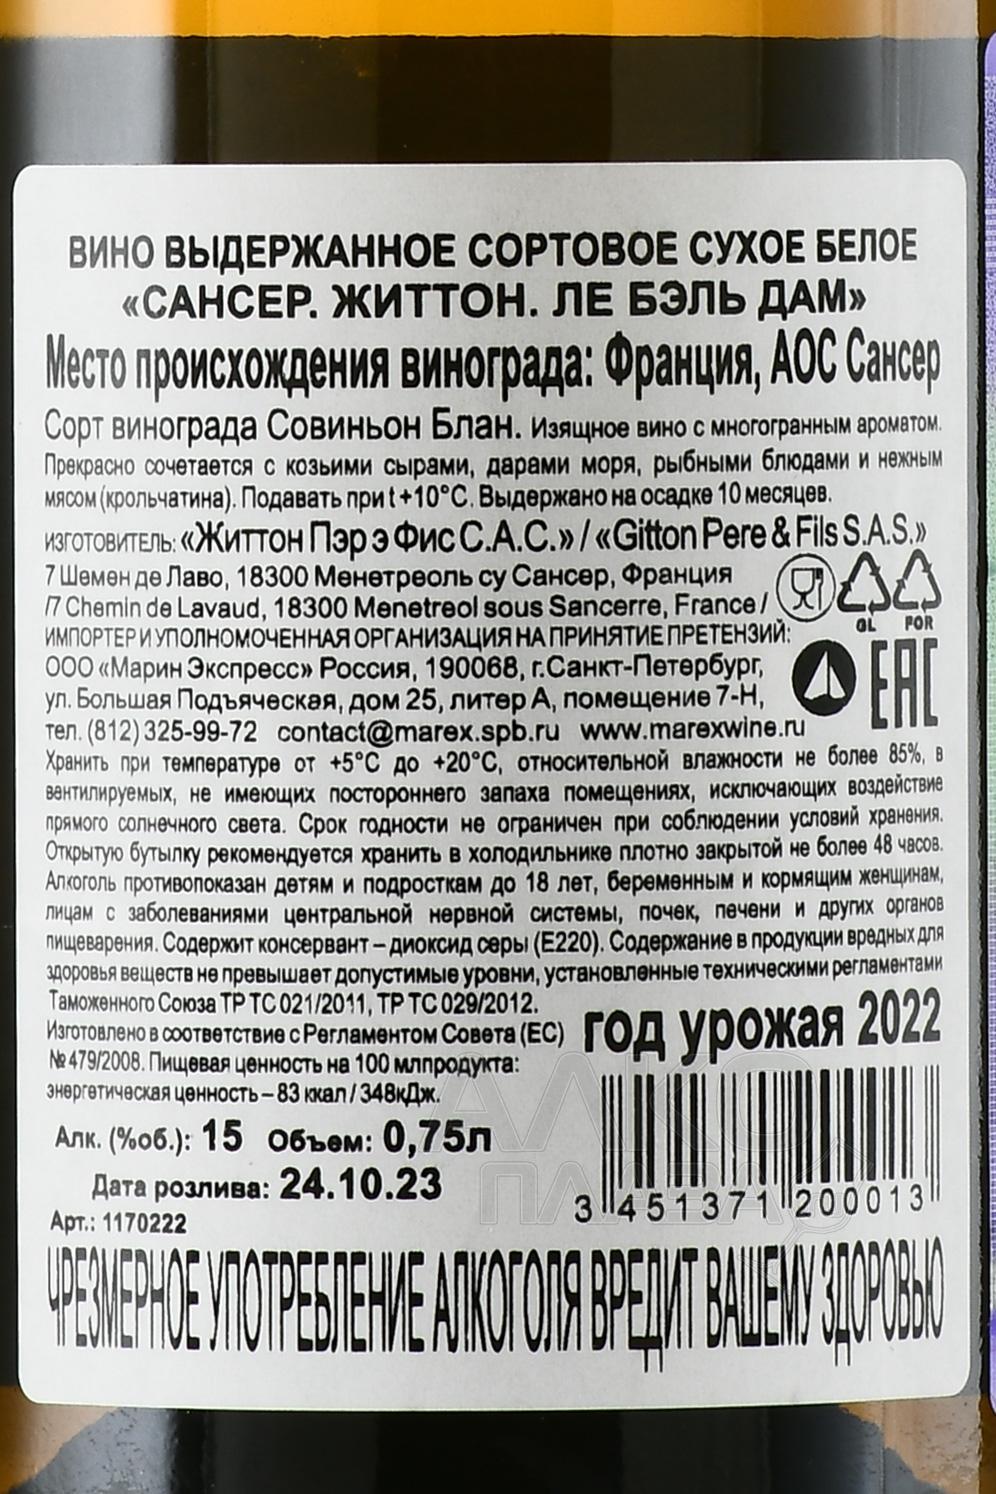 ВИНО ВЫДЕРЖАННОЕ СОРТОВОЕ СУХОЕ БЕЛОЕ
«САНСЕР. ЖИТТОН. ЛЕ БЭЛЬ ДАМ»
Место происхождения винограда: Франция, АОС Сансер
Сорт винограда Совиньон Блан. Изящное вино с многогранным ароматом.
Прекрасно сочетается с козьими сырами, дарами моря, рыбными блюдами и нежным
мясом (крольчатина). Подавать при t +10°C. Выдержано на осадке 10 месяцев.
ИЗГОТОВИТЕЛЬ: «Життон Пэр э Фис С.А.С.» / «Gitton Pere & Fils S.A.S.»
7 Шемен де Лаво, 18300 Менетреоль су Сансер, Франция
/7 Chemin de Lavaud, 18300 Menetreol sous Sancerre, France /
GL FOR
ИМПОРТЕР И УПОЛНОМОЧЕННАЯ ОРГАНИЗАЦИЯ НА ПРИНЯТИЕ ПРЕТЕНЗИЙ:
ООО «Марин Экспресс» Россия, 190068, г.Санкт-Петербург,
ул. Большая Подъяческая, дом 25, литер А, помещение 7-Н,
EAC
тел. (812) 325-99-72 contact@marex.spb.ru www.marexwine.ru
Хранить при температуре от +5°C до +20°C, относительной влажности не более 85%, в
вентилируемых, не имеющих постороннего запаха помещениях, исключающих воздействие
прямого солнечного света. Срок годности не ограничен при соблюдении условий хранения.
Открытую бутылку рекомендуется хранить в холодильнике плотно закрытой не более 48 часов.
Алкоголь противопоказан детям и подросткам до 18 лет, беременным и кормящим женщинам,
лицам с заболеваниями центральной нервной системы, почек, печени и других органов
пищеварения. Содержит консервант – диоксид серы (Е220). Содержание в продукции вредных для
здоровья веществ не превышает допустимые уровни, установленные техническими регламентами
Таможенного Союза ТР ТС 021/2011, ТР ТС 029/2012.
Изготовлено в соответствие с Регламентом Совета (ЕС)
№ 479/2008. Пищевая ценность на 100 млпродукта:
энергетическая ценность – 83 ккал / 348кДж.
год урожая 2022
Алк. (%об.): 15 Объем: 0,75л
Дата розлива: 24.10.23
Арт.: 1170222
3 451371 200013
АЛКО
ПЛАЗА
ЧРЕЗМЕРНОЕ УПОТРЕБЛЕНИЕ АЛКОГОЛЯ ВРЕДИТ ВАШЕМУ ЗДОРОВЬЮ